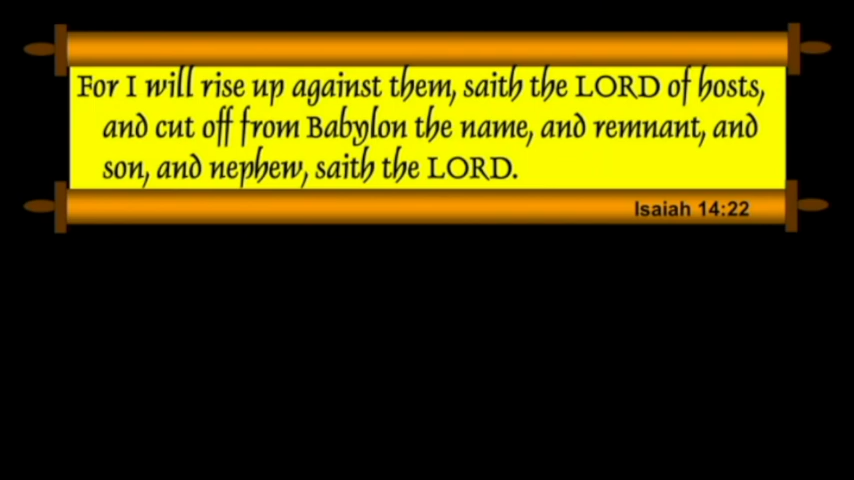 For I will rise up against them, saith the LORD of hosts,
and cut off from Babylon the name, and remnant, and
son, and nephew, saith the LORD.
Isaiah 14:22